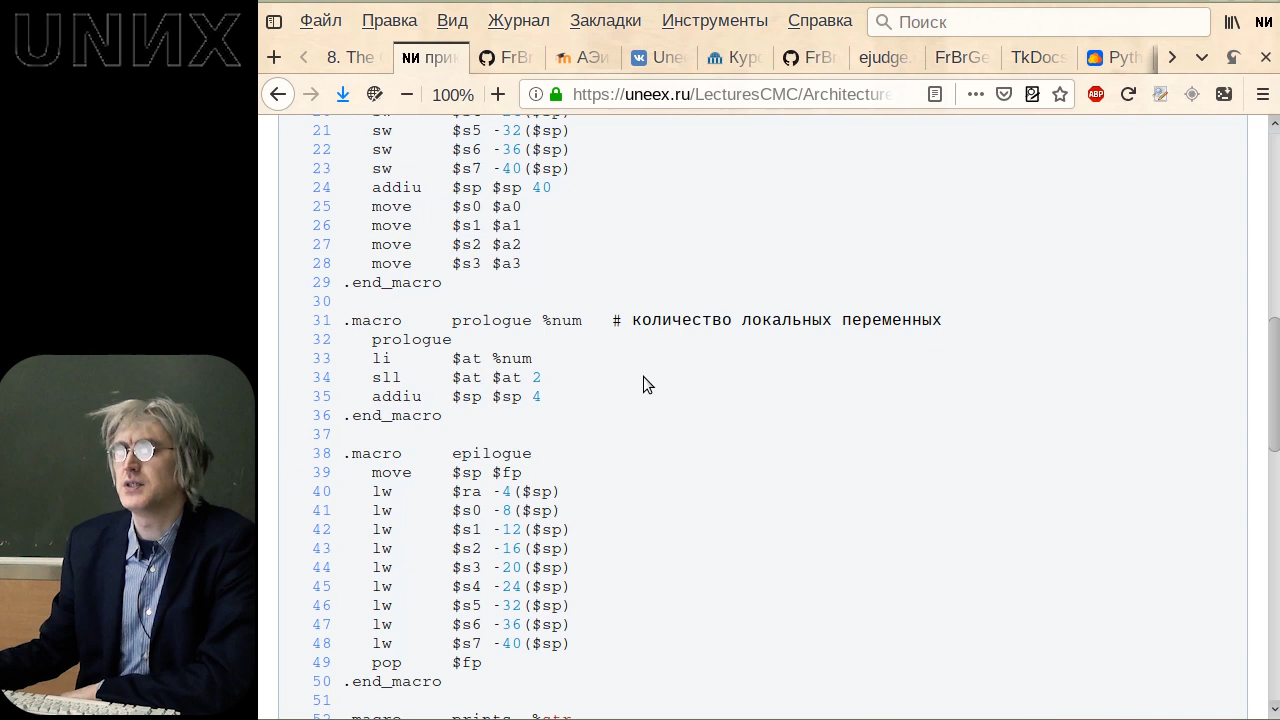 UNИX
Файл Правка Вид Журнал Закладки Инструменты Справка Поиск
8. The NИ при FrBr АЭи Unee Курс FrBr ejudge. FrBrGe TkDocs Pyth
100% https://uneex.ru/LecturesCMC/Architecture ABP
21 sw $s5 -32($sp)
22 sw $s6 -36($sp)
23 sw $s7 -40($sp)
24 addiu $sp $sp 40
25 move $s0 $a0
26 move $s1 $a1
27 move $s2 $a2
28 move $s3 $a3
29 .end_macro
30
31 .macro prologue %num # количество локальных переменных
32 prologue
33 li $at %num
34 sll $at $at 2
35 addiu $sp $sp 4
36 .end_macro
37
38 .macro epilogue
39 move $sp $fp
40 lw $ra -4($sp)
41 lw $s0 -8($sp)
42 lw $s1 -12($sp)
43 lw $s2 -16($sp)
44 lw $s3 -20($sp)
45 lw $s4 -24($sp)
46 lw $s5 -32($sp)
47 lw $s6 -36($sp)
48 lw $s7 -40($sp)
49 pop $fp
50 .end_macro
51